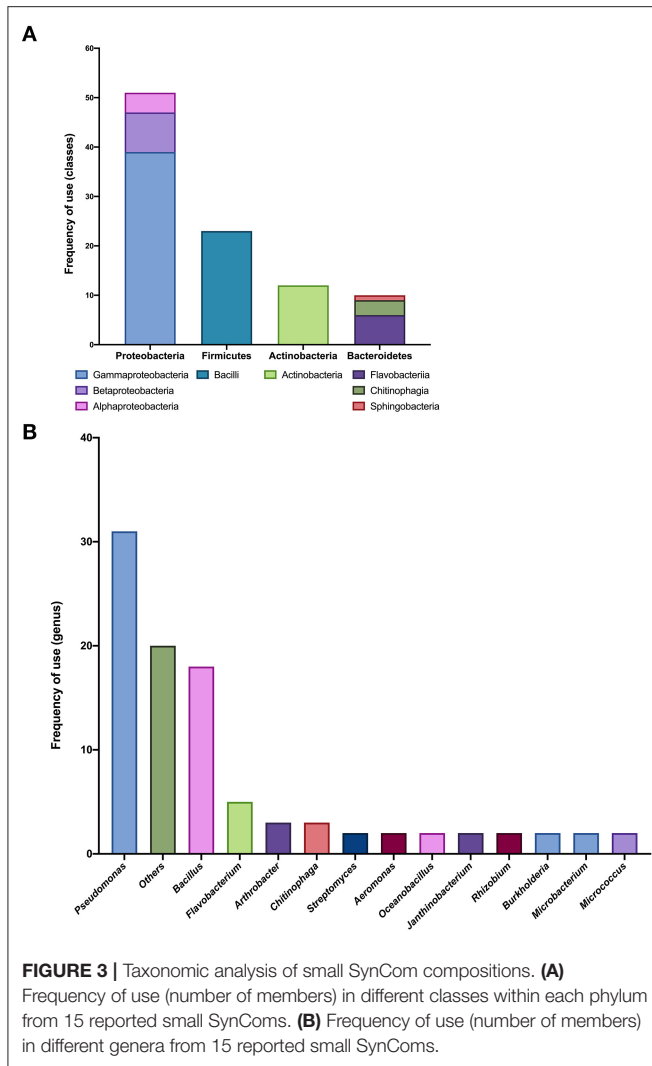 A
60
50
40
30
20
10
0
Frequency of use (classes)
Proteobacteria Firmicutes Actinobacteria Bacteroidetes
Gammaproteobacteria Bacilli Actinobacteria Flavobacteriia
Betaproteobacteria Chitinophagia
Alphaproteobacteria Sphingobacteria
B
40
30
20
10
0
Frequency of use (genus)
Pseudomonas
Others
Bacillus
Flavobacterium
Arthrobacter
Chitinophaga
Streptomyces
Aeromonas
Oceanobacillus
Janthinobacterium
Rhizobium
Burkholderia
Microbacterium
Micrococcus
FIGURE 3 | Taxonomic analysis of small SynCom compositions. (A)
Frequency of use (number of members) in different classes within each phylum
from 15 reported small SynComs. (B) Frequency of use (number of members)
in different genera from 15 reported small SynComs.